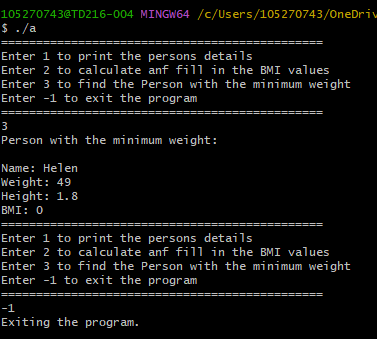 105270743@TD216-004 MINGW64 /c/Users/105270743/OneDriv
$ ./a
==============================================
Enter 1 to print the persons details
Enter 2 to calculate anf fill in the BMI values
Enter 3 to find the Person with the minimum weight
Enter -1 to exit the program
==============================================
3
Person with the minimum weight:
Name: Helen
Weight: 49
Height: 1.8
BMI: 0
==============================================
Enter 1 to print the persons details
Enter 2 to calculate anf fill in the BMI values
Enter 3 to find the Person with the minimum weight
Enter -1 to exit the program
==============================================
-1
Exiting the program.